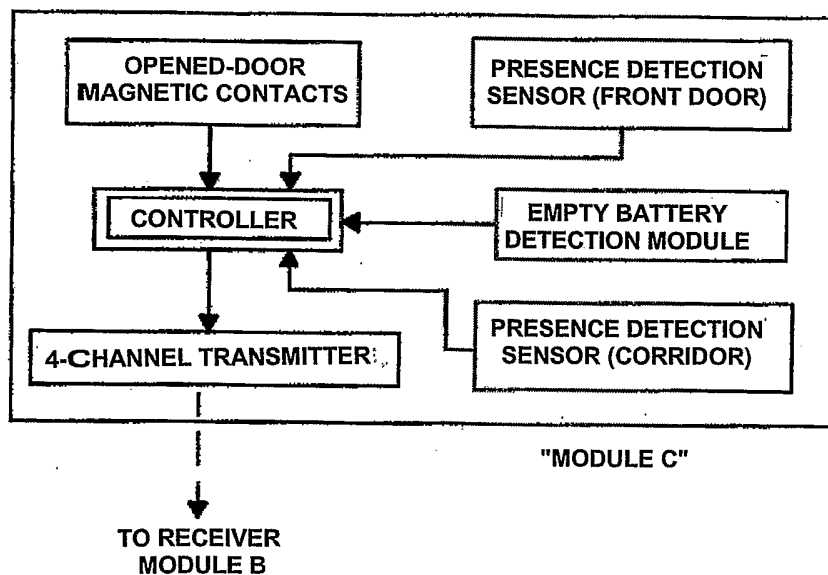 OPENED-DOOR
MAGNETIC CONTACTS
PRESENCE DETECTION
SENSOR (FRONT DOOR)
CONTROLLER
EMPTY BATTERY
DETECTION MODULE
4-CHANNEL TRANSMITTER
PRESENCE DETECTION
SENSOR (CORRIDOR)
"MODULE C"
TO RECEIVER
MODULE B